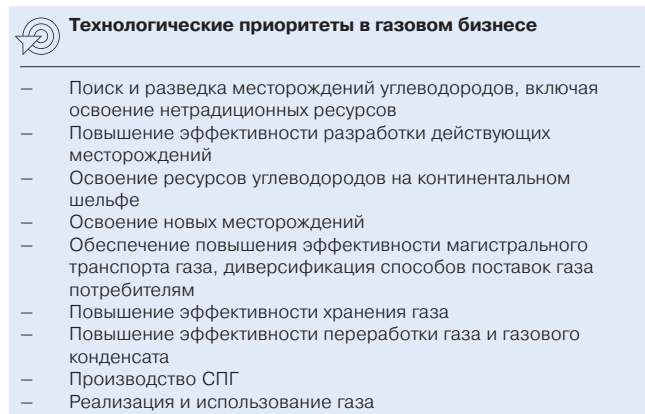 Технологические приоритеты в газовом бизнесе
– Поиск и разведка месторождений углеводородов, включая
освоение нетрадиционных ресурсов
– Повышение эффективности разработки действующих
месторождений
– Освоение ресурсов углеводородов на континентальном
шельфе
– Освоение новых месторождений
– Обеспечение повышения эффективности магистрального
транспорта газа, диверсификация способов поставок газа
потребителям
– Повышение эффективности хранения газа
– Повышение эффективности переработки газа и газового
конденсата
– Производство СПГ
– Реализация и использование газа